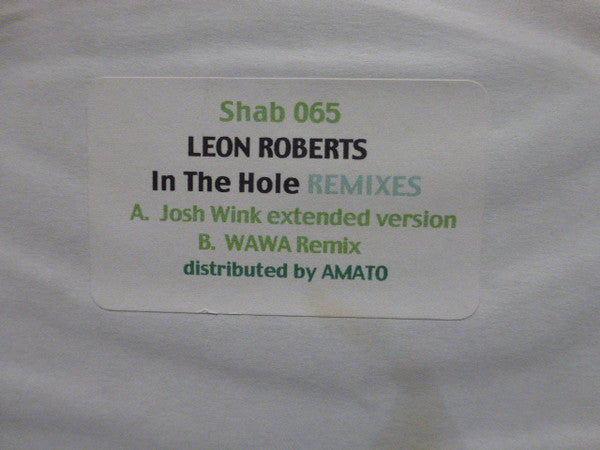 Shab 065
LEON ROBERTS
In The Hole REMIXES
A. Josh Wink extended version
B. WAWA Remix
distributed by AMATO